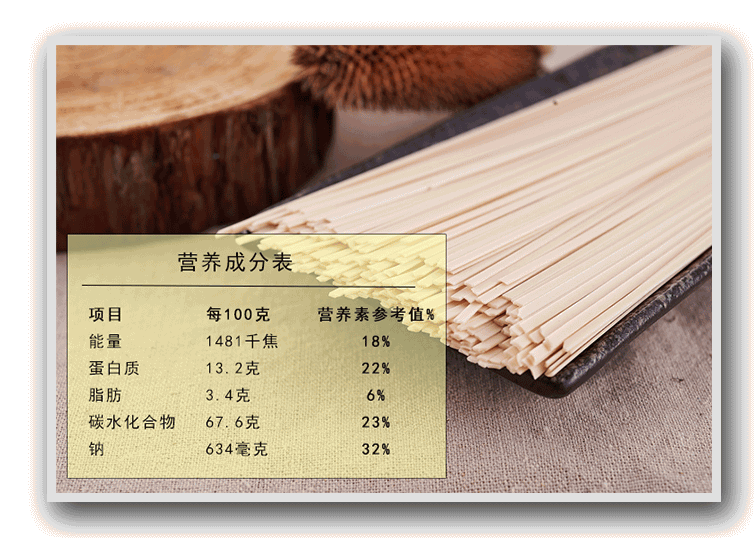 营养成分表
项目 每100克 营养素参考值%
能量 1481千焦 18%
蛋白质 13.2克 22%
脂肪 3.4克 6%
碳水化合物 67.6克 23%
钠 634毫克 32%